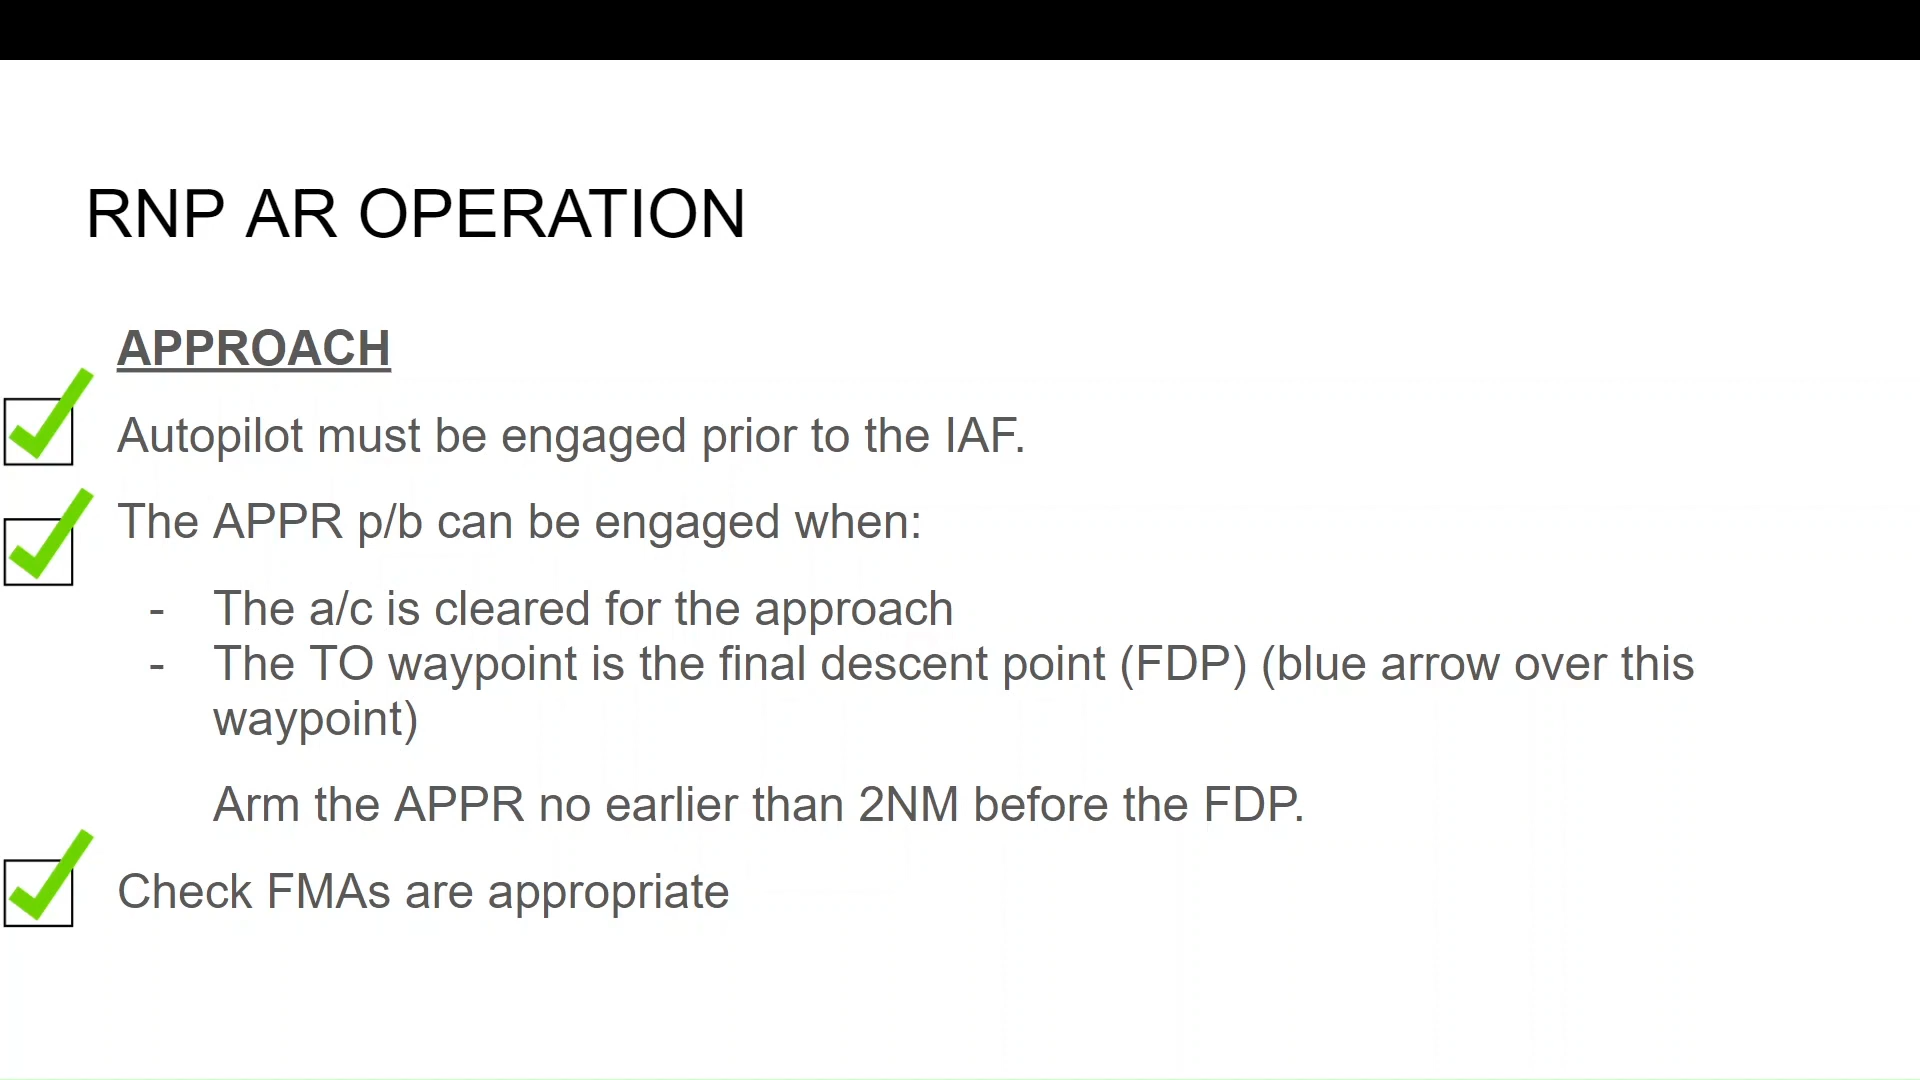 RNP AR OPERATION
APPROACH
Autopilot must be engaged prior to the IAF.
The APPR p/b can be engaged when:
- The a/c is cleared for the approach
- The TO waypoint is the final descent point (FDP) (blue arrow over this
waypoint)
Arm the APPR no earlier than 2NM before the FDP.
Check FMAs are appropriate